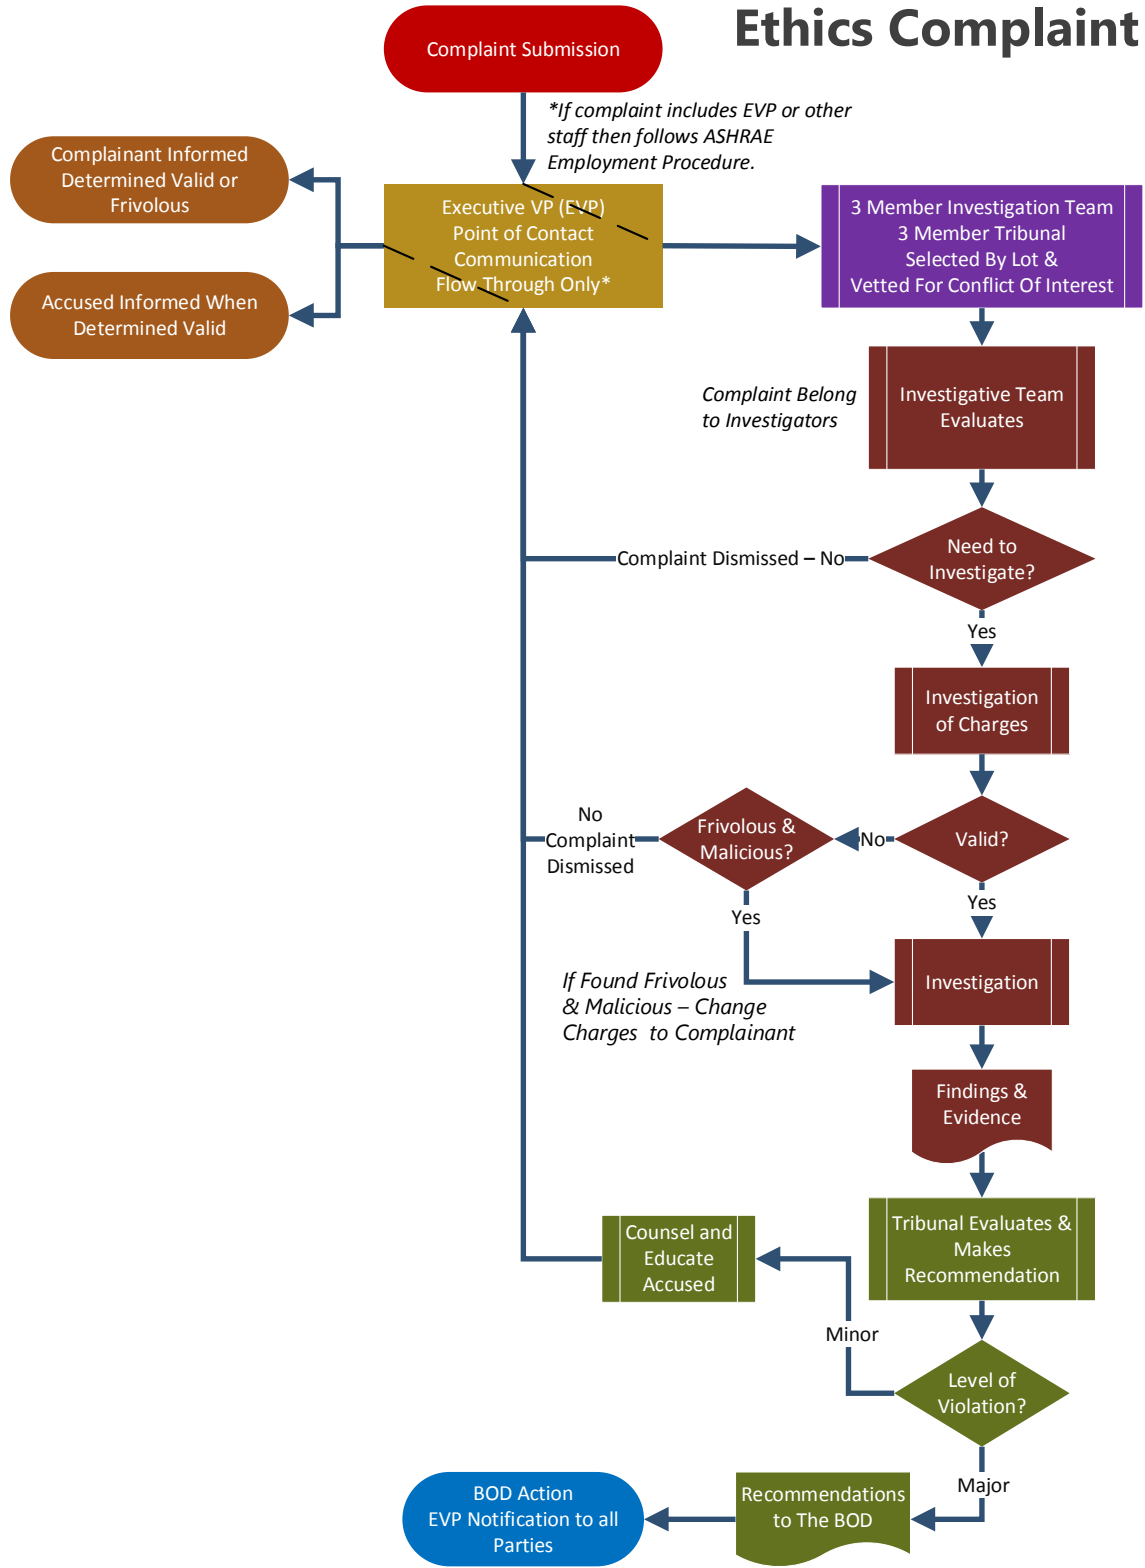 Ethics Complaint
Complaint Submission
*If complaint includes EVP or other
staff then follows ASHRAE
Employment Procedure.
Complainant Informed
Determined Valid or
Frivolous
Accused Informed When
Determined Valid
Executive VP (EVP)
Point of Contact
Communication
Flow Through Only*
3 Member Investigation Team
3 Member Tribunal
Selected By Lot &
Vetted For Conflict Of Interest
Complaint Belong
to Investigators
Investigative Team
Evaluates
Need to
Investigate?
Complaint Dismissed – No
Yes
Investigation
of Charges
Valid?
No
Frivolous &
Malicious?
No
Complaint
Dismissed
Yes
Yes
If Found Frivolous
& Malicious – Change
Charges to Complainant
Investigation
Findings &
Evidence
Tribunal Evaluates &
Makes
Recommendation
Counsel and
Educate
Accused
Minor
Level of
Violation?
Major
Recommendations
to The BOD
BOD Action
EVP Notification to all
Parties